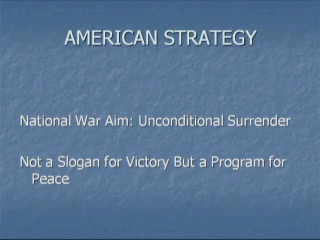 AMERICAN STRATEGY
National War Aim: Unconditional Surrender
Not a Slogan for Victory But a Program for
Peace